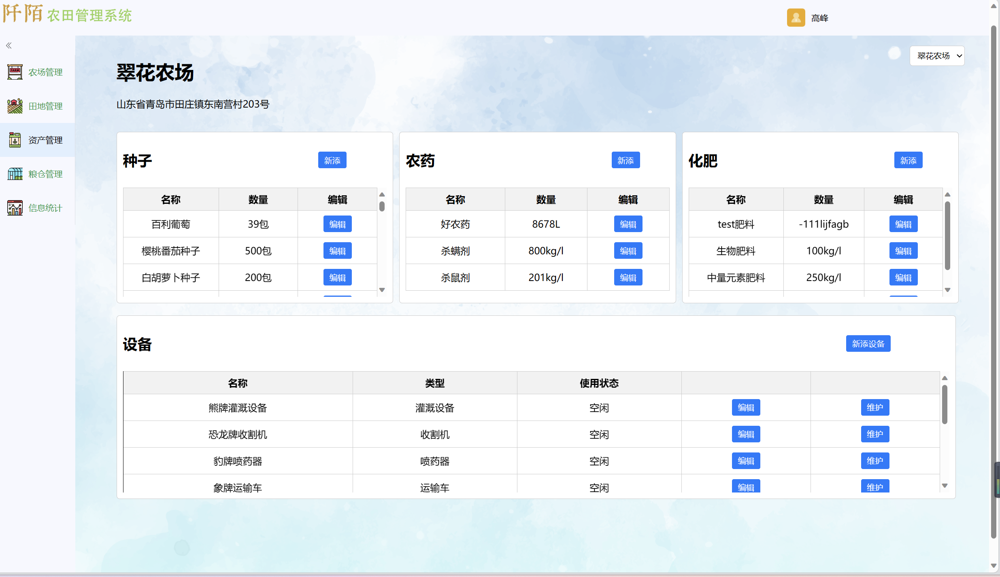 阡陌 农田管理系统
高峰
农场管理
田地管理
资产管理
粮仓管理
信息统计
翠花农场
翠花农场
山东省青岛市田庄镇东南营村203号
种子 新添
名称 数量 编辑
百利葡萄 39包 编辑
樱桃番茄种子 500包 编辑
白胡萝卜种子 200包 编辑
农药 新添
名称 数量 编辑
好农药 8678L 编辑
杀螨剂 800kg/l 编辑
杀鼠剂 201kg/l 编辑
化肥 新添
名称 数量 编辑
test肥料 -111lijfagb 编辑
生物肥料 100kg/l 编辑
中量元素肥料 250kg/l 编辑
设备 新添设备
名称 类型 使用状态
熊牌灌溉设备 灌溉设备 空闲 编辑 维护
恐龙牌收割机 收割机 空闲 编辑 维护
豹牌喷药器 喷药器 空闲 编辑 维护
象牌运输车 运输车 空闲 编辑 维护